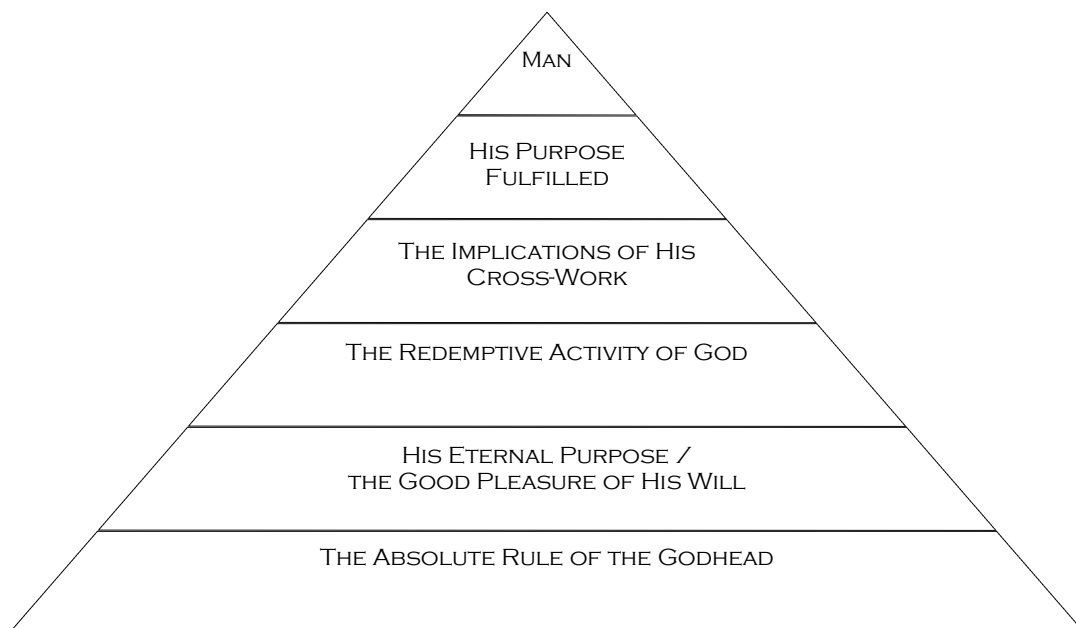 Man
His Purpose
Fulfilled
The Implications of His
Cross-Work
The Redemptive Activity of God
His Eternal Purpose /
the Good Pleasure of His Will
The Absolute Rule of the Godhead